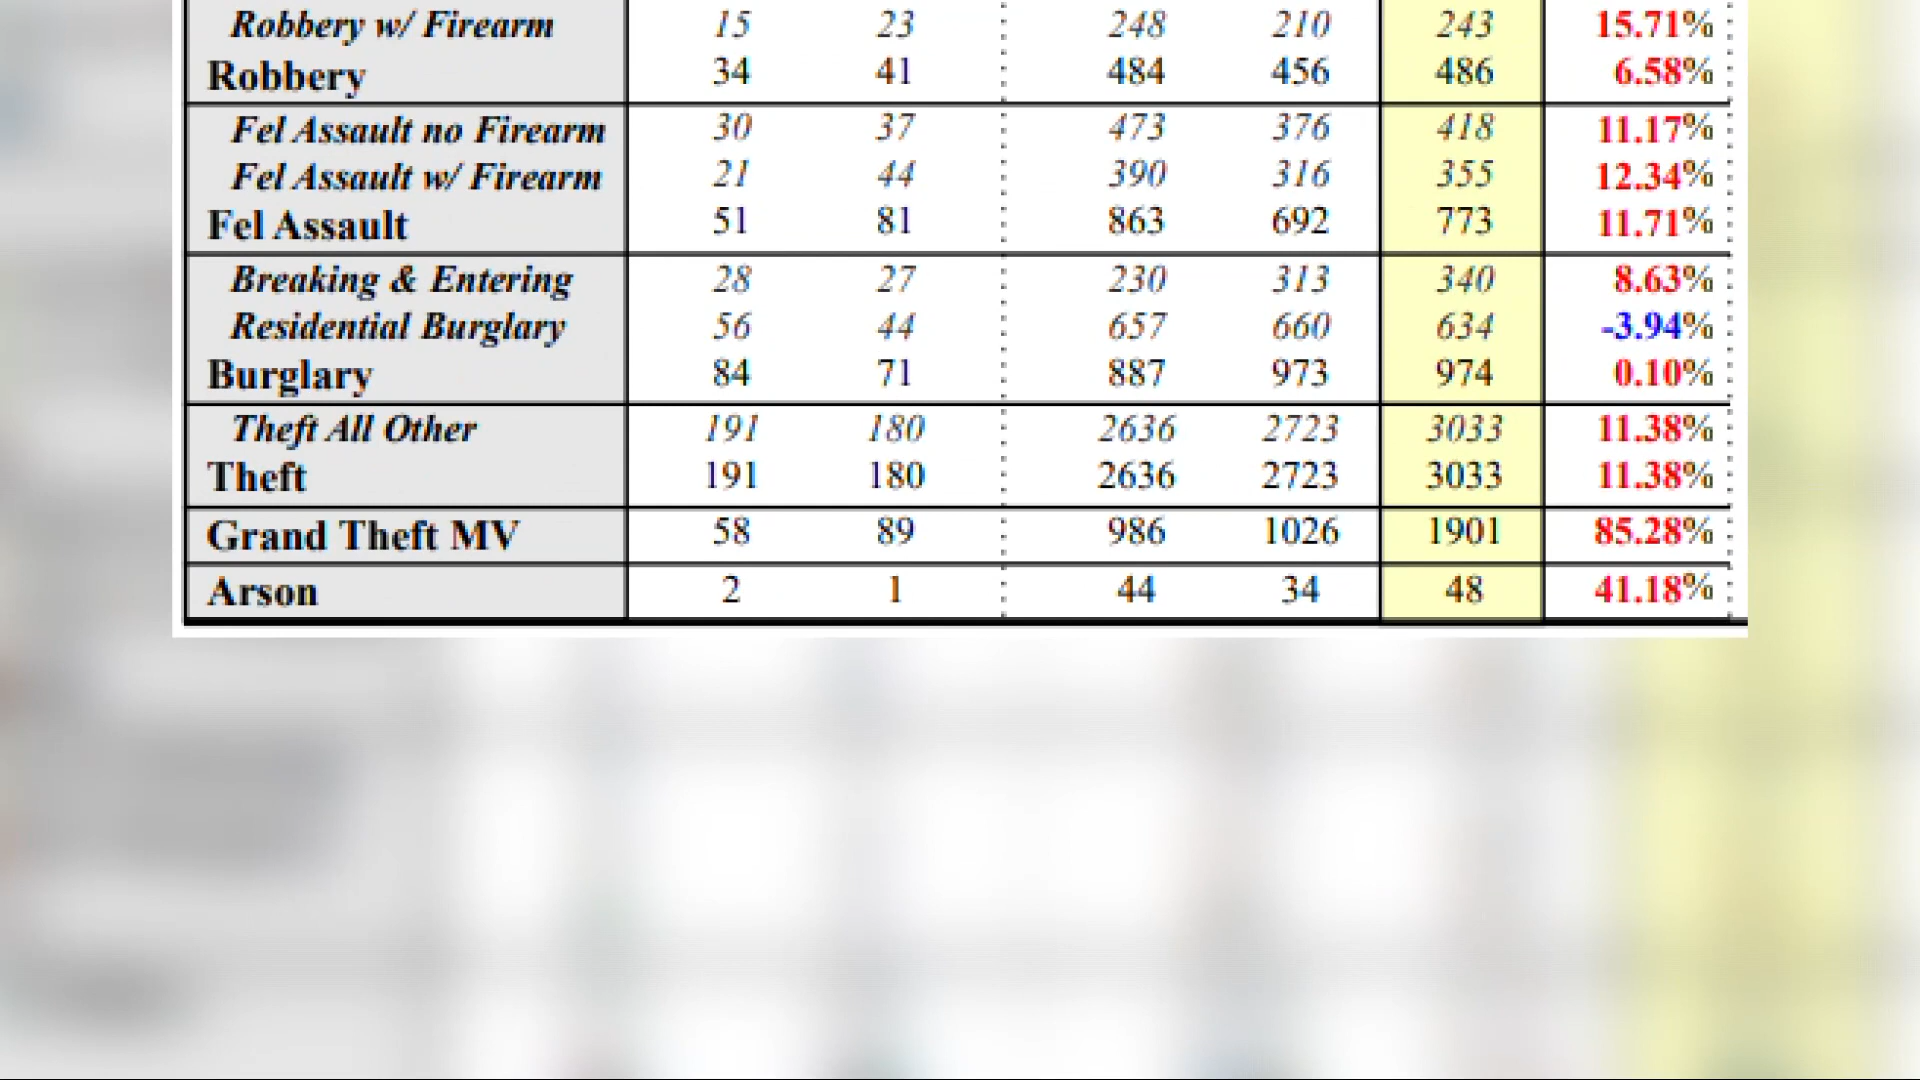 Robbery w/ Firearm 15 23 248 210 243 15.71%
Robbery 34 41 484 456 486 6.58%
Fel Assault no Firearm 30 37 473 376 418 11.17%
Fel Assault w/ Firearm 21 44 390 316 355 12.34%
Fel Assault 51 81 863 692 773 11.71%
Breaking & Entering 28 27 230 313 340 8.63%
Residential Burglary 56 44 657 660 634 -3.94%
Burglary 84 71 887 973 974 0.10%
Theft All Other 191 180 2636 2723 3033 11.38%
Theft 191 180 2636 2723 3033 11.38%
Grand Theft MV 58 89 986 1026 1901 85.28%
Arson 2 1 44 34 48 41.18%